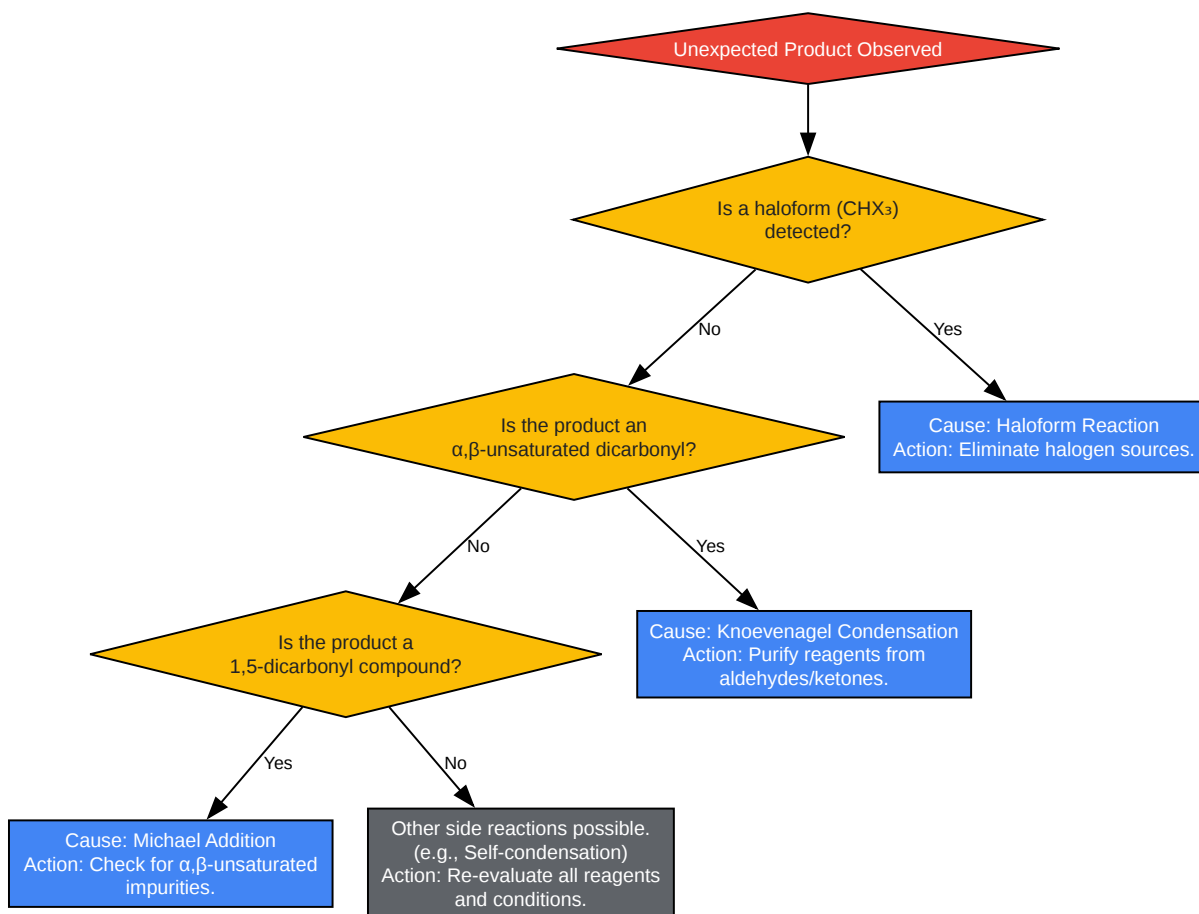 Unexpected Product Observed
Is a haloform (CHX₃)
detected?
No
Yes
Is the product an
α,β-unsaturated dicarbonyl?
Cause: Haloform Reaction
Action: Eliminate halogen sources.
No
Yes
Is the product a
1,5-dicarbonyl compound?
Cause: Knoevenagel Condensation
Action: Purify reagents from
aldehydes/ketones.
Yes
No
Cause: Michael Addition
Action: Check for α,β-unsaturated
impurities.
Other side reactions possible.
(e.g., Self-condensation)
Action: Re-evaluate all reagents
and conditions.